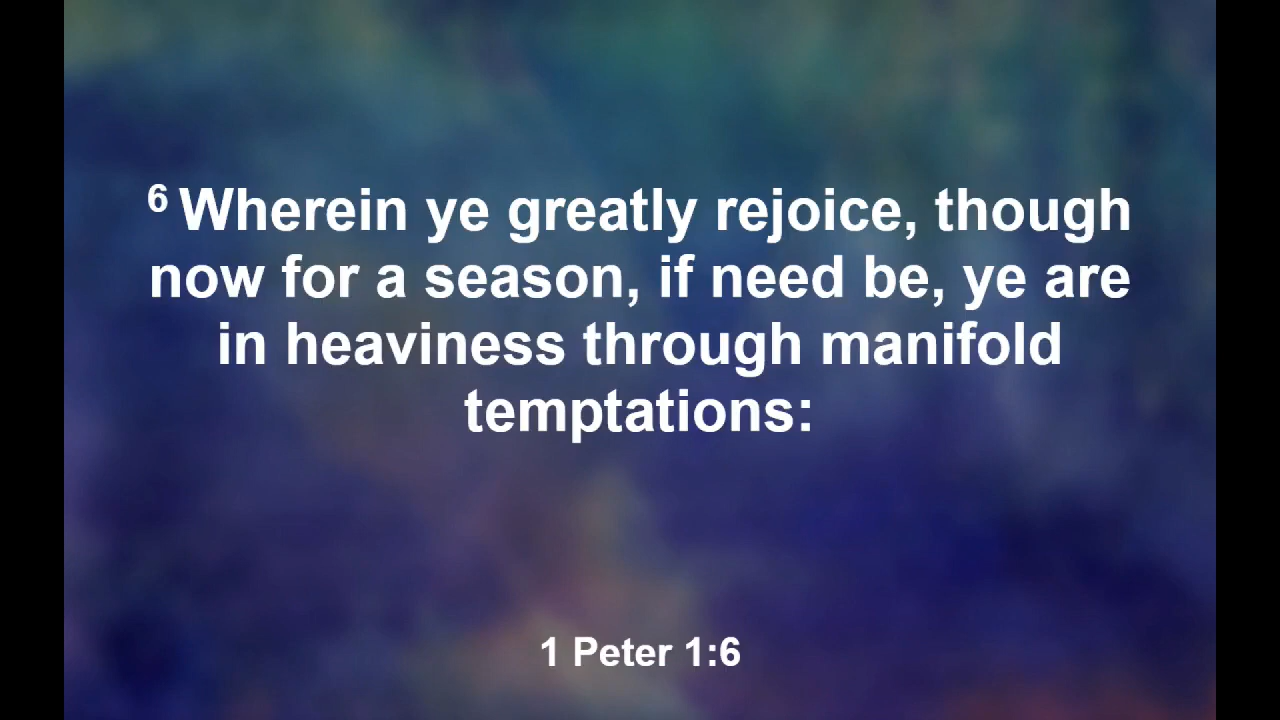 6 Wherein ye greatly rejoice, though
now for a season, if need be, ye are
in heaviness through manifold
temptations:
1 Peter 1:6